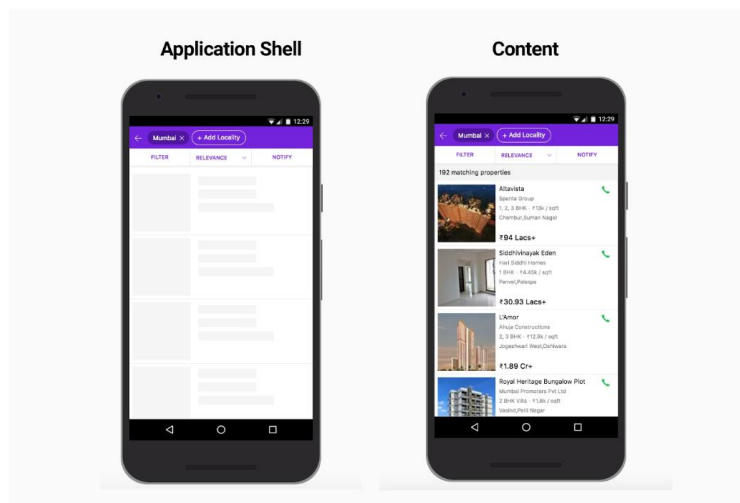 Application Shell
Content
12:29
Mumbai × + Add Locality
FILTER RELEVANCE NOTIFY
12:29
Mumbai × + Add Locality
FILTER RELEVANCE NOTIFY
192 matching properties
Altavista
Spenta Group
1, 2, 3 BHK - ₹13k / sqft
Chembur,Suman Nagar
₹94 Lacs+
Siddhivinayak Eden
Hari Siddhi Homes
1 BHK - ₹4.45k / sqft
Panvel,Palaspe
₹30.93 Lacs+
L'Amor
Ahuja Constructions
2, 3 BHK - ₹12.9k / sqft
Jogeshwari West,Oshiwara
₹1.89 Cr+
Royal Heritage Bungalow Plot
Mumbai Promoters Pvt Ltd
2 BHK Villa - ₹1.8k / sqft